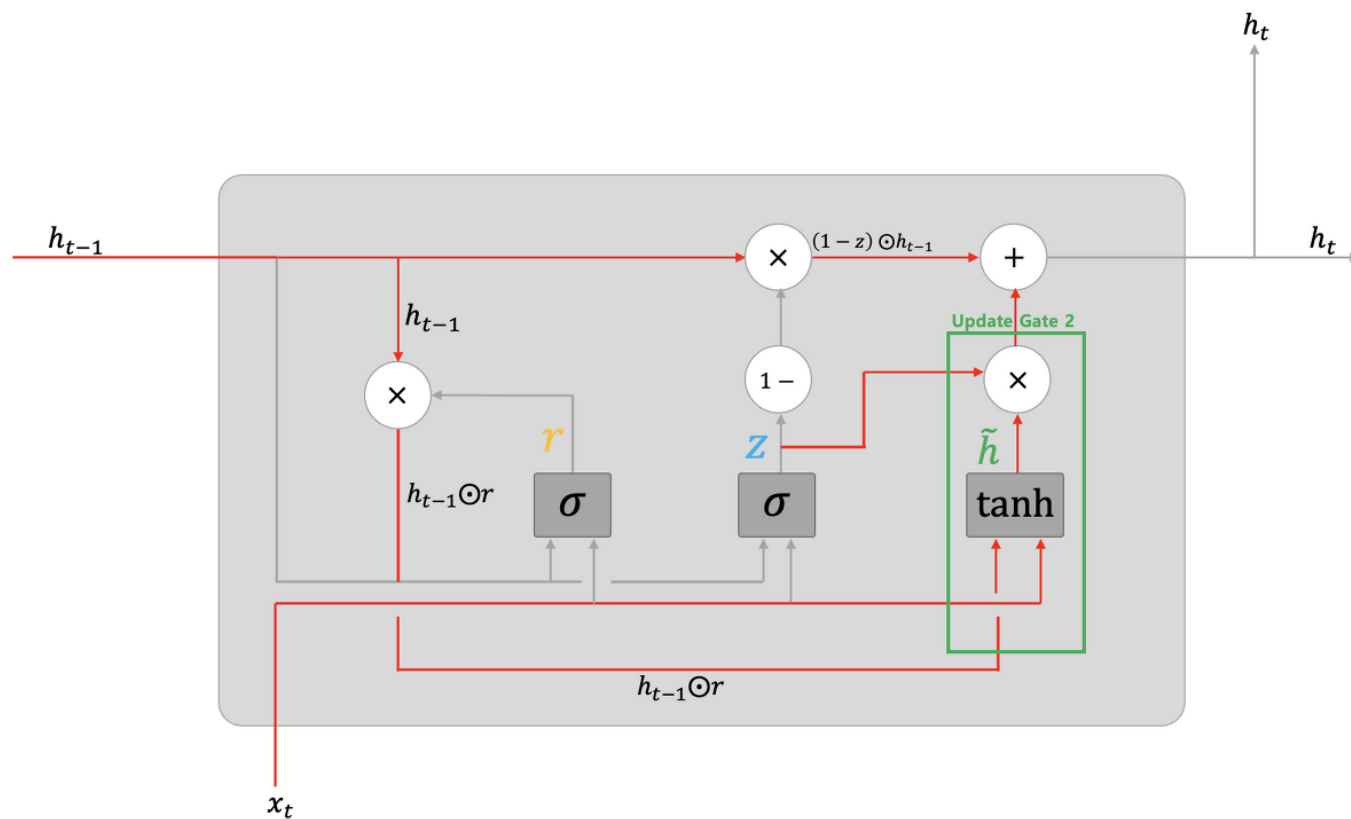 h_t
h_{t−1}
(1 − z) ⊙h_{t−1}
h_t
×
+
h_{t−1}
Update Gate 2
×
1 −
×
r
z
h̃
h_{t−1}⊙r
σ
σ
tanh
h_{t−1}⊙r
x_t